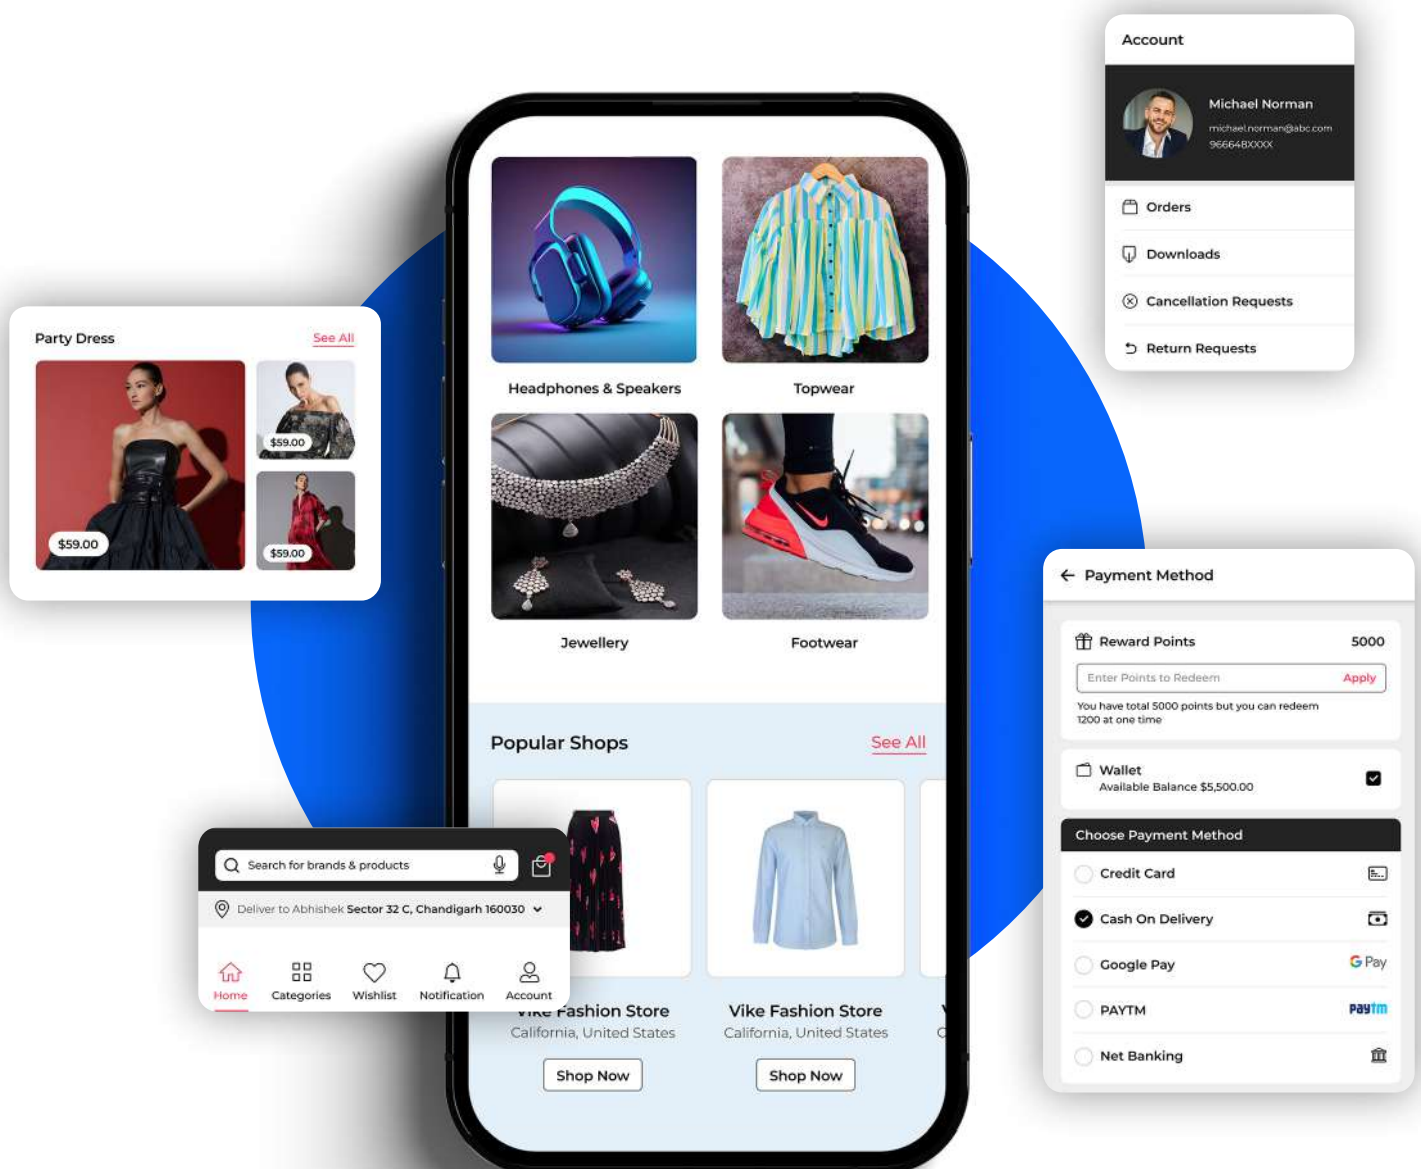 Account
Michael Norman
michael.norman@abc.com
966648XXXX
Orders
Downloads
Cancellation Requests
Return Requests
Party Dress
See All
$59.00
$59.00
$59.00
Headphones & Speakers
Topwear
Jewellery
Footwear
Popular Shops
See All
Vike Fashion Store
California, United States
Shop Now
Vike Fashion Store
California, United States
Shop Now
Search for brands & products
Deliver to Abhishek Sector 32 C, Chandigarh 160030
Home
Categories
Wishlist
Notification
Account
Payment Method
Reward Points
5000
Enter Points to Redeem
Apply
You have total 5000 points but you can redeem
1200 at one time
Wallet
Available Balance $5,500.00
Choose Payment Method
Credit Card
Cash On Delivery
Google Pay
G Pay
PAYTM
Paytm
Net Banking